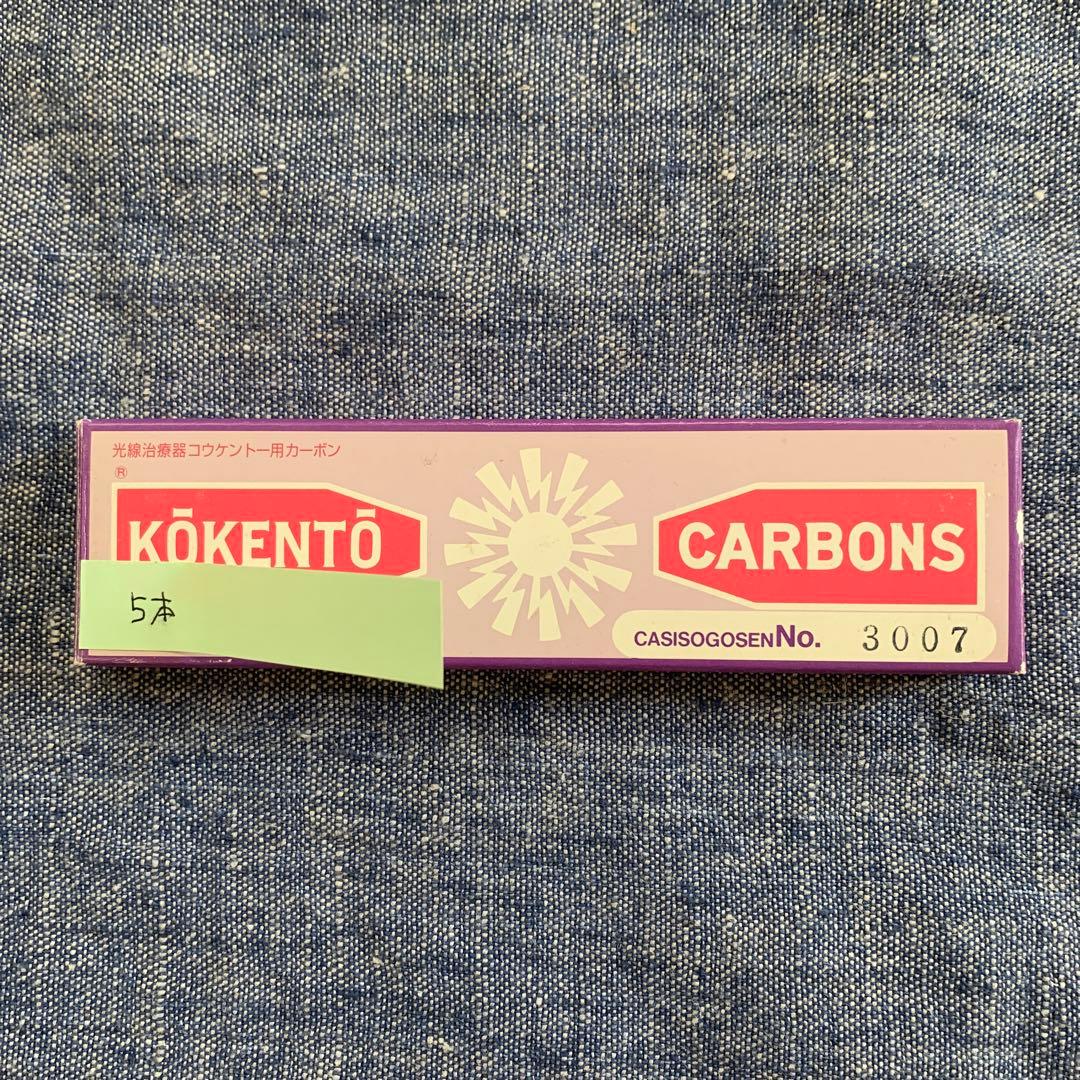 光線治療器コウケントー用カーボン
®
KŌKENTŌ
CARBONS
5本
CASISOGOSEN No. 3007